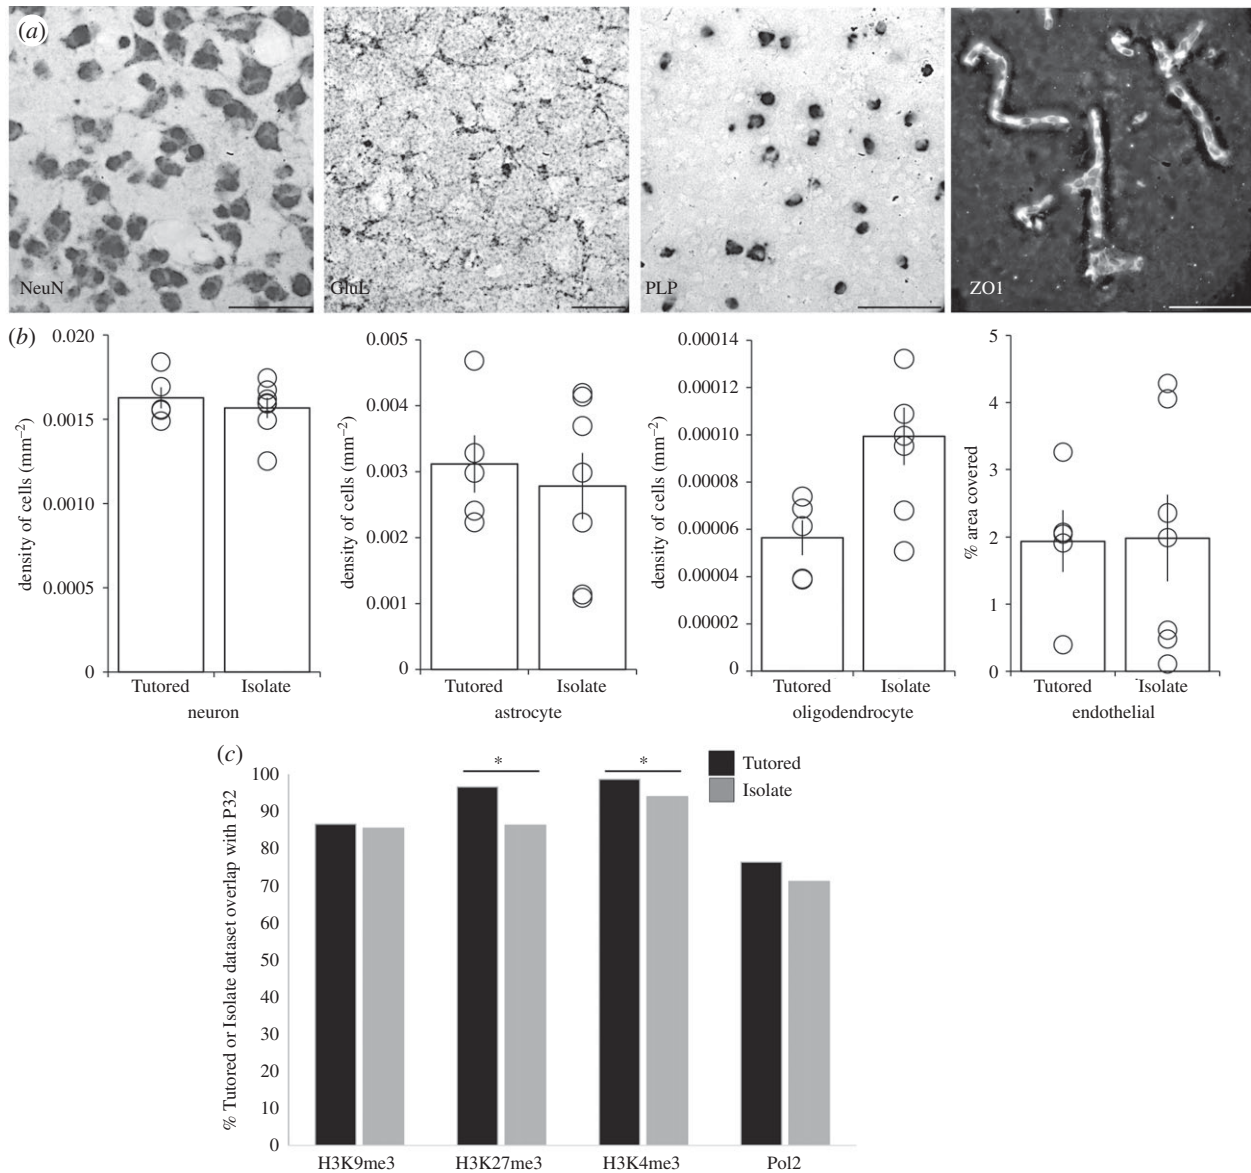 (a)
NeuN
GluL
PLP
ZO1
(b)
density of cells (mm–2)
0.020
0.0015
0.0010
0.0005
0
Tutored Isolate
neuron
density of cells (mm–2)
0.005
0.004
0.003
0.002
0.001
0
Tutored Isolate
astrocyte
density of cells (mm–2)
0.00014
0.00012
0.00010
0.00008
0.00006
0.00004
0.00002
0
Tutored Isolate
oligodendrocyte
% area covered
5
4
3
2
1
0
Tutored Isolate
endothelial
(c)
% Tutored or Isolate dataset overlap with P32
100
90
80
70
60
50
40
30
20
10
0
* *
Tutored
Isolate
H3K9me3 H3K27me3 H3K4me3 Pol2